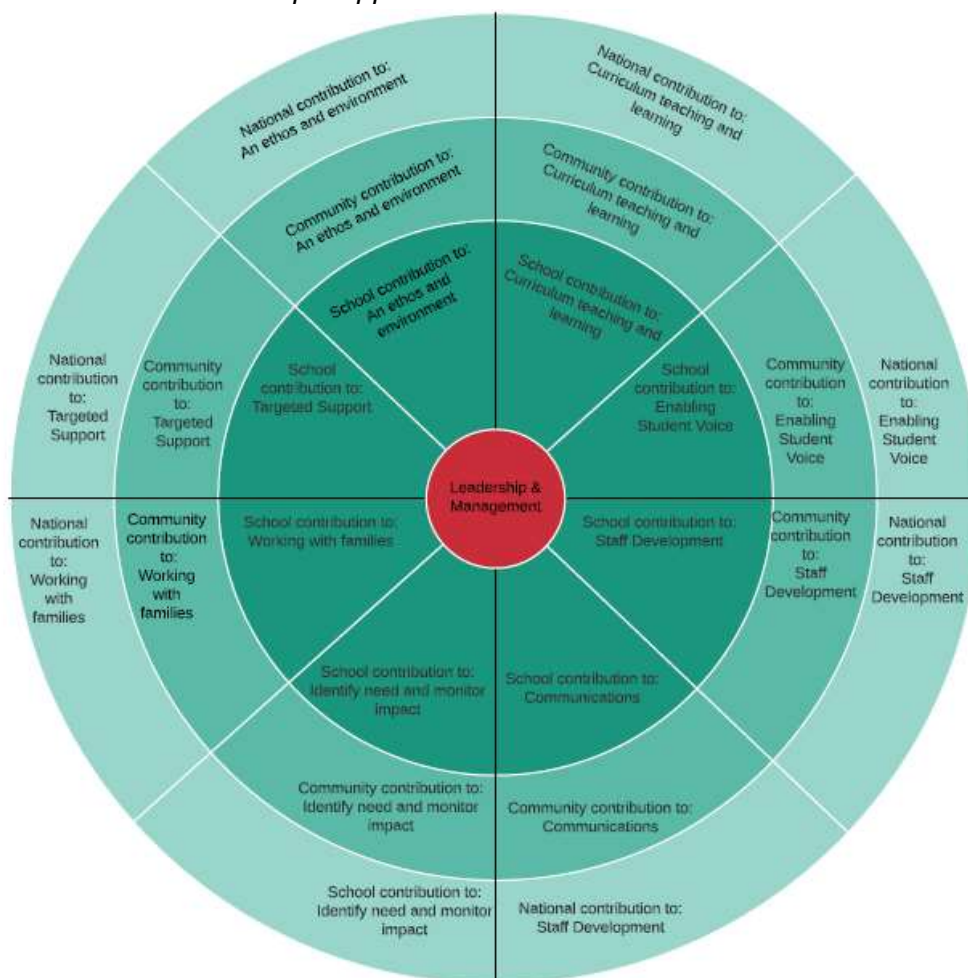 National contribution to:
An ethos and environment
National contribution to:
Curriculum teaching and
learning
Community contribution to:
An ethos and environment
Community contribution to:
Curriculum teaching and
learning
School contribution to:
An ethos and
environment
School contribution to:
Curriculum teaching and
learning
National
contribution
to:
Targeted
Support
Community
contribution
to:
Targeted
Support
School
contribution to:
Targeted Support
School
contribution to:
Enabling
Student Voice
Community
contribution to:
Enabling
Student
Voice
National
contribution
to:
Enabling
Student
Voice
Leadership &
Management
National
contribution
to:
Working
with
families
Community
contribution
to:
Working
with
families
School contribution to:
Working with families
School contribution to:
Staff Development
Community
contribution
to:
Staff
Development
National
contribution
to:
Staff
Development
School contribution to:
Identify need and monitor
impact
School contribution to:
Communications
Community contribution to:
Identify need and monitor
impact
Community contribution to:
Communications
School contribution to:
Identify need and monitor
impact
National contribution to:
Staff Development